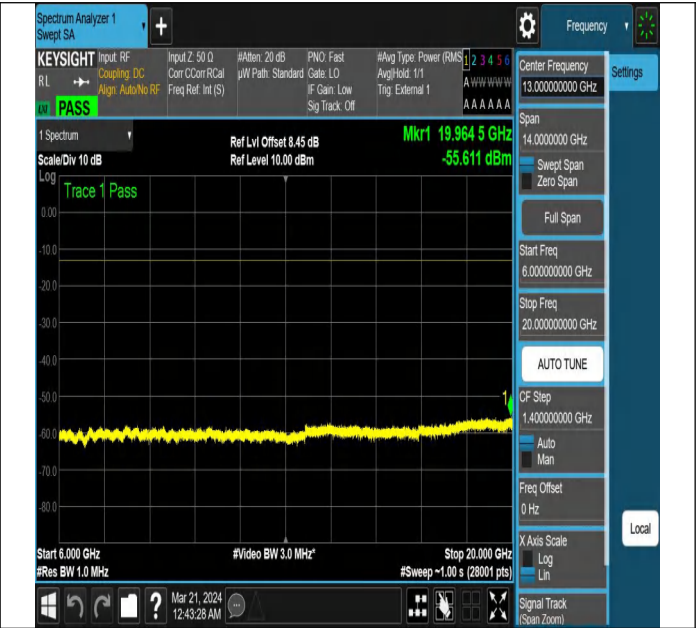 Spectrum Analyzer 1
Swept SA
+
Frequency
KEYSIGHT
RL
PASS
Input: RF
Coupling: DC
Align: Auto/No RF
Input Z: 50 Ω
Corr CCorr RCal
Freq Ref: Int (S)
#Atten: 20 dB
µW Path: Standard
PNO: Fast
Gate: LO
IF Gain: Low
Sig Track: Off
#Avg Type: Power (RMS
Avg|Hold: 1/1
Trig: External 1
1 2 3 4 5 6
A W W W W W
A A A A A A
1 Spectrum
Scale/Div 10 dB
Ref Lvl Offset 8.45 dB
Ref Level 10.00 dBm
Mkr1 19.964 5 GHz
-55.611 dBm
Log
Trace 1 Pass
0.00
-10.0
-20.0
-30.0
-40.0
-50.0
-60.0
-70.0
-80.0
1
Start 6.000 GHz
#Res BW 1.0 MHz
#Video BW 3.0 MHz*
Stop 20.000 GHz
#Sweep ~1.00 s (28001 pts)
Mar 21, 2024
12:43:28 AM
?
Center Frequency
13.00000000 GHz
Settings
Span
14.0000000 GHz
Swept Span
Zero Span
Full Span
Start Freq
6.000000000 GHz
Stop Freq
20.000000000 GHz
AUTO TUNE
CF Step
1.400000000 GHz
Auto
Man
Freq Offset
0 Hz
X Axis Scale
Log
Lin
Local
Signal Track
(Span Zoom)